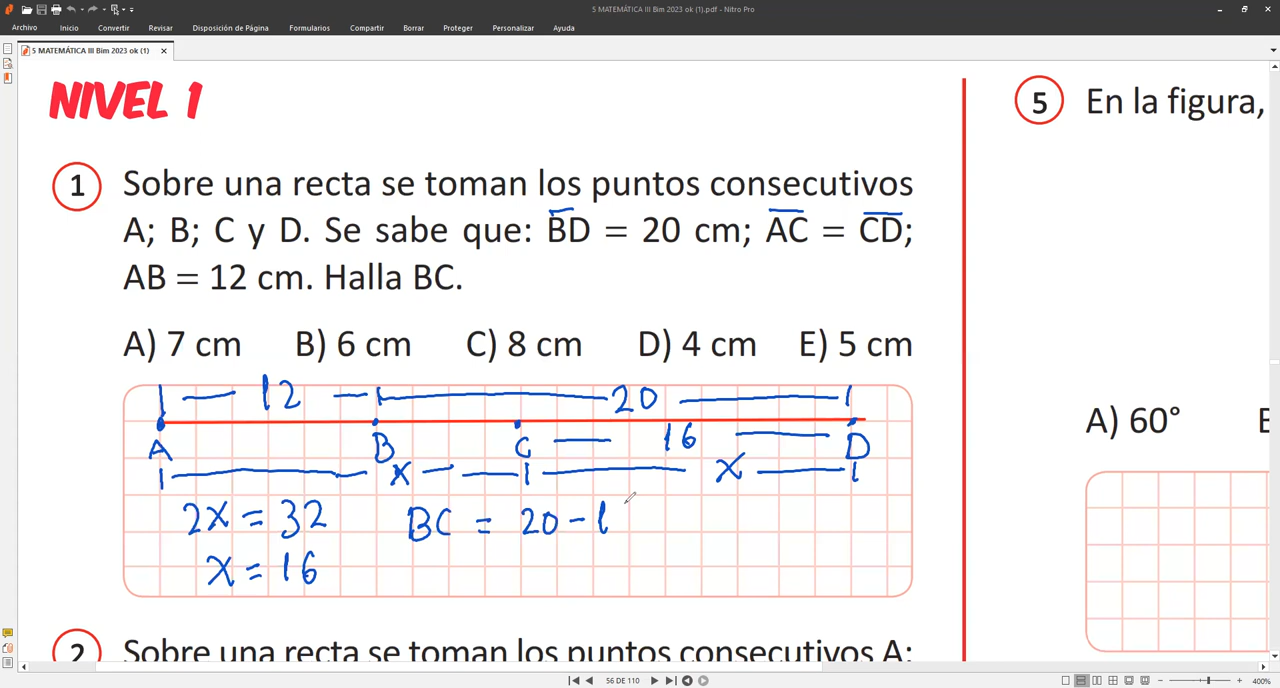 5 MATEMÁTICA III Bim 2023 ok (1).pdf - Nitro Pro
Archivo Inicio Convertir Revisar Disposición de Página Formularios Compartir Borrar Proteger Personalizar Ayuda
5 MATEMÁTICA III Bim 2023 ok (1)
NIVEL 1
1 Sobre una recta se toman los puntos consecutivos
A; B; C y D. Se sabe que: BD = 20 cm; AC = CD;
AB = 12 cm. Halla BC.
A) 7 cm B) 6 cm C) 8 cm D) 4 cm E) 5 cm
12 20
A B C 16 D
x x
2x = 32 BC = 20 - 1
x = 16
2 Sobre una recta se toman los puntos consecutivos A;
5 En la figura,
A) 60°
56 DE 110
400%